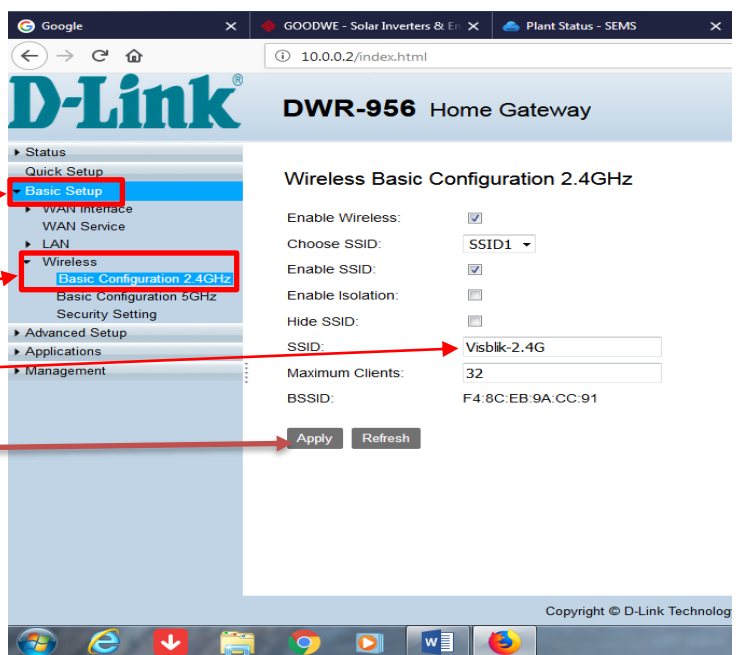 Google
GOODWE - Solar Inverters & En
Plant Status - SEMS
10.0.0.2/index.html
D-Link®
DWR-956 Home Gateway
Status
Quick Setup
Basic Setup
WAN Interface
WAN Service
LAN
Wireless
Basic Configuration 2.4GHz
Basic Configuration 5GHz
Security Setting
Advanced Setup
Applications
Management
Wireless Basic Configuration 2.4GHz
Enable Wireless:
Choose SSID: SSID1
Enable SSID:
Enable Isolation:
Hide SSID:
SSID: Visblik-2.4G
Maximum Clients: 32
BSSID: F4:8C:EB:9A:CC:91
Apply Refresh
Copyright © D-Link Technolog
W